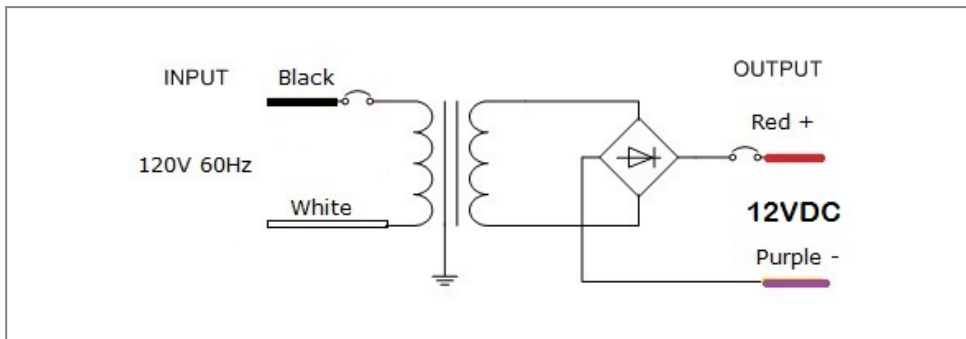 INPUT
Black
120V 60Hz
White
OUTPUT
Red +
12VDC
Purple -